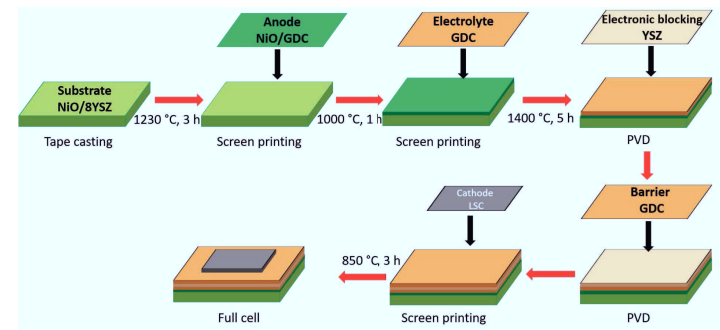 Anode
NiO/GDC
Electrolyte
GDC
Electronic blocking
YSZ
Substrate
NiO/8YSZ
1230 °C, 3 h
1000 °C, 1 h
1400 °C, 5 h
Tape casting
Screen printing
Screen printing
PVD
Cathode
LSC
Barrier
GDC
850 °C, 3 h
Full cell
Screen printing
PVD